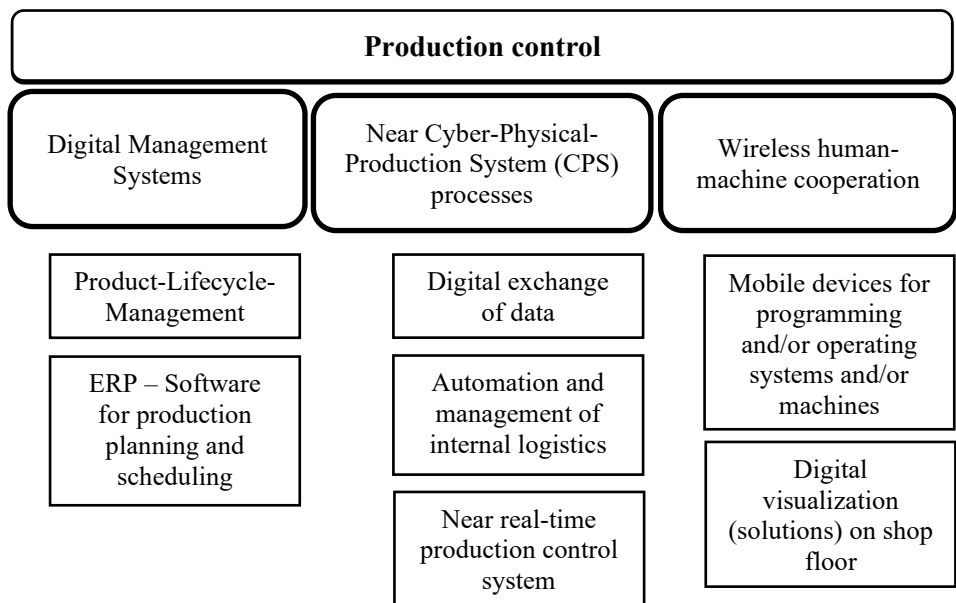 Production control
Digital Management
Systems
Near Cyber-Physical-
Production System (CPS)
processes
Wireless human-
machine cooperation
Product-Lifecycle-
Management
ERP – Software
for production
planning and
scheduling
Digital exchange
of data
Automation and
management of
internal logistics
Near real-time
production control
system
Mobile devices for
programming
and/or operating
systems and/or
machines
Digital
visualization
(solutions) on shop
floor